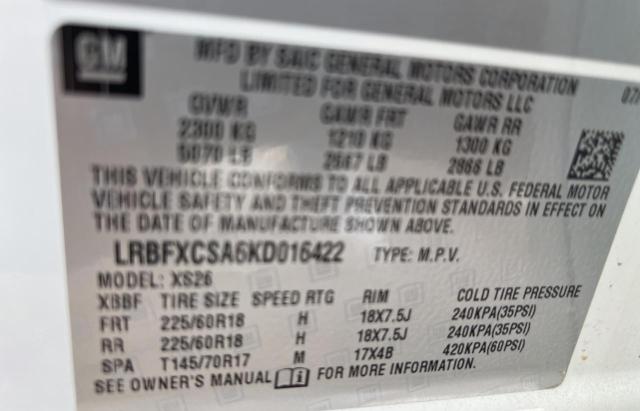 GM
MFD BY SAIC GENERAL MOTORS CORPORATION
LIMITED FOR GENERAL MOTORS LLC 07/
GVWR GAWR FRT GAWR RR
2300 KG 1210 KG 1300 KG
5070 LB 2667 LB 2866 LB
THIS VEHICLE CONFORMS TO ALL APPLICABLE U.S. FEDERAL MOTOR
VEHICLE SAFETY AND THEFT PREVENTION STANDARDS IN EFFECT ON
THE DATE OF MANUFACTURE SHOWN ABOVE.
LRBFXCSA6KD016422 TYPE: M.P.V.
MODEL: XS26
XBBF TIRE SIZE SPEED RTG RIM COLD TIRE PRESSURE
FRT 225/60R18 H 18X7.5J 240KPA(35PSI)
RR 225/60R18 H 18X7.5J 240KPA(35PSI)
SPA T145/70R17 M 17X4B 420KPA(60PSI)
SEE OWNER'S MANUAL FOR MORE INFORMATION.